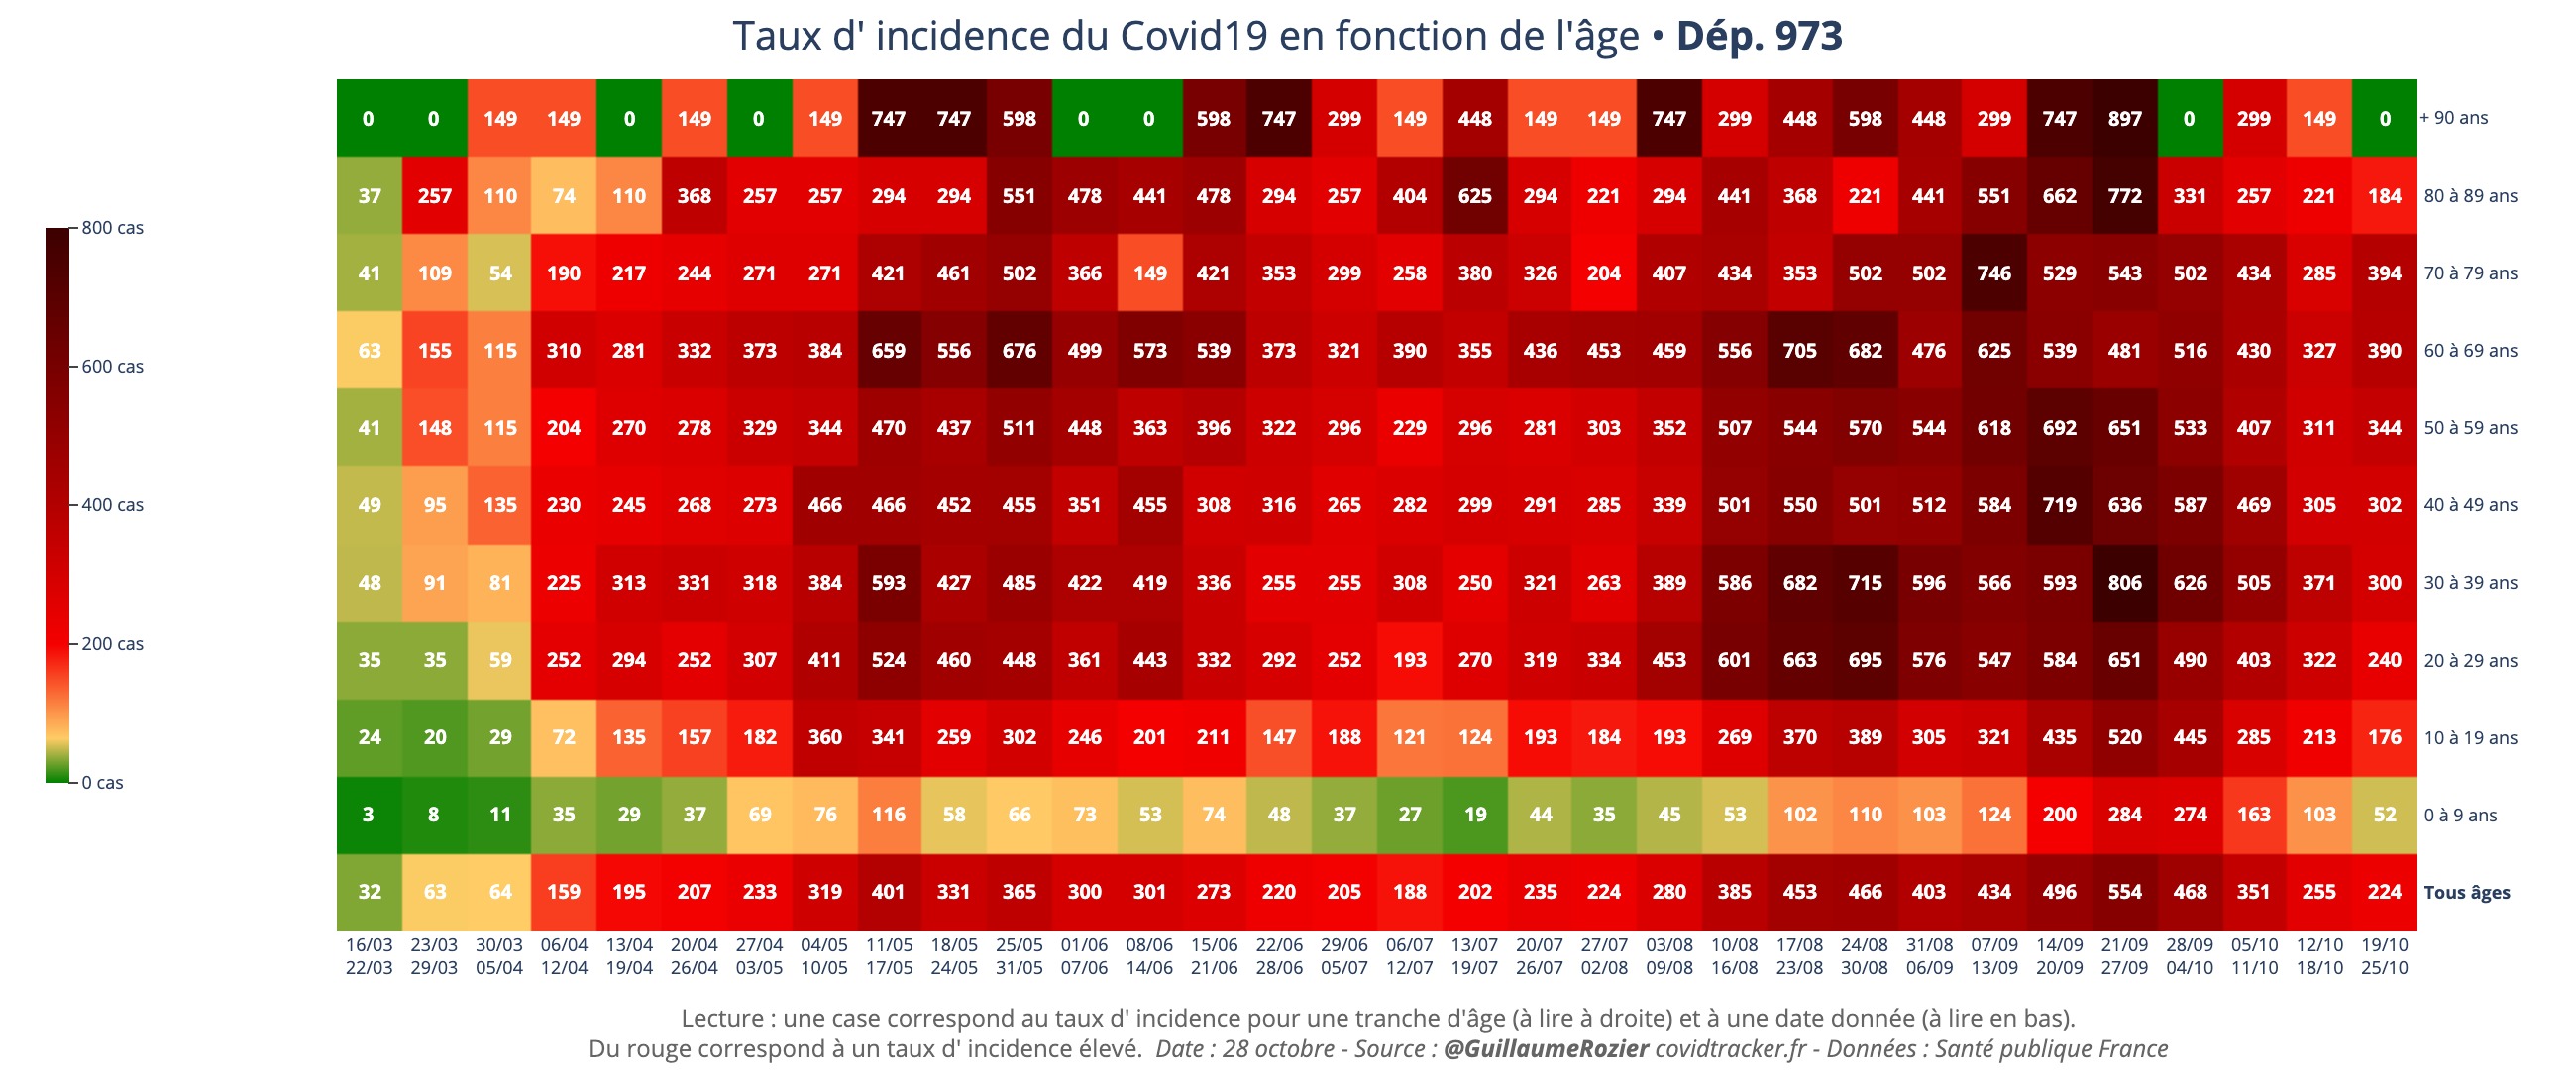 Taux d' incidence du Covid19 en fonction de l'âge • Dép. 973
800 cas
600 cas
400 cas
200 cas
0 cas
0 0 149 149 0 149 0 149 747 747 598 0 0 598 747 299 149 448 149 149 747 299 448 598 448 299 747 897 0 299 149 0 + 90 ans
37 257 110 74 110 368 257 257 294 294 551 478 441 478 294 257 404 625 294 221 294 441 368 221 441 551 662 772 331 257 221 184 80 à 89 ans
41 109 54 190 217 244 271 271 421 461 502 366 149 421 353 299 258 380 326 204 407 434 353 502 502 746 529 543 502 434 285 394 70 à 79 ans
63 155 115 310 281 332 373 384 659 556 676 499 573 539 373 321 390 355 436 453 459 556 705 682 476 625 539 481 516 430 327 390 60 à 69 ans
41 148 115 204 270 278 329 344 470 437 511 448 363 396 322 296 229 296 281 303 352 507 544 570 544 618 692 651 533 407 311 344 50 à 59 ans
49 95 135 230 245 268 273 466 466 452 455 351 455 308 316 265 282 299 291 285 339 501 550 501 512 584 719 636 587 469 305 302 40 à 49 ans
48 91 81 225 313 331 318 384 593 427 485 422 419 336 255 255 308 250 321 263 389 586 682 715 596 566 593 806 626 505 371 300 30 à 39 ans
35 35 59 252 294 252 307 411 524 460 448 361 443 332 292 252 193 270 319 334 453 601 663 695 576 547 584 651 490 403 322 240 20 à 29 ans
24 20 29 72 135 157 182 360 341 259 302 246 201 211 147 188 121 124 193 184 193 269 370 389 305 321 435 520 445 285 213 176 10 à 19 ans
3 8 11 35 29 37 69 76 116 58 66 73 53 74 48 37 27 19 44 35 45 53 102 110 103 124 200 284 274 163 103 52 0 à 9 ans
32 63 64 159 195 207 233 319 401 331 365 300 301 273 220 205 188 202 235 224 280 385 453 466 403 434 496 554 468 351 255 224 Tous âges
16/03 23/03 30/03 06/04 13/04 20/04 27/04 04/05 11/05 18/05 25/05 01/06 08/06 15/06 22/06 29/06 06/07 13/07 20/07 27/07 03/08 10/08 17/08 24/08 31/08 07/09 14/09 21/09 28/09 05/10 12/10 19/10
22/03 29/03 05/04 12/04 19/04 26/04 03/05 10/05 17/05 24/05 31/05 07/06 14/06 21/06 28/06 05/07 12/07 19/07 26/07 02/08 09/08 16/08 23/08 30/08 06/09 13/09 20/09 27/09 04/10 11/10 18/10 25/10
Lecture : une case correspond au taux d' incidence pour une tranche d'âge (à lire à droite) et à une date donnée (à lire en bas).
Du rouge correspond à un taux d' incidence élevé. Date : 28 octobre - Source : @GuillaumeRozier covidtracker.fr - Données : Santé publique France